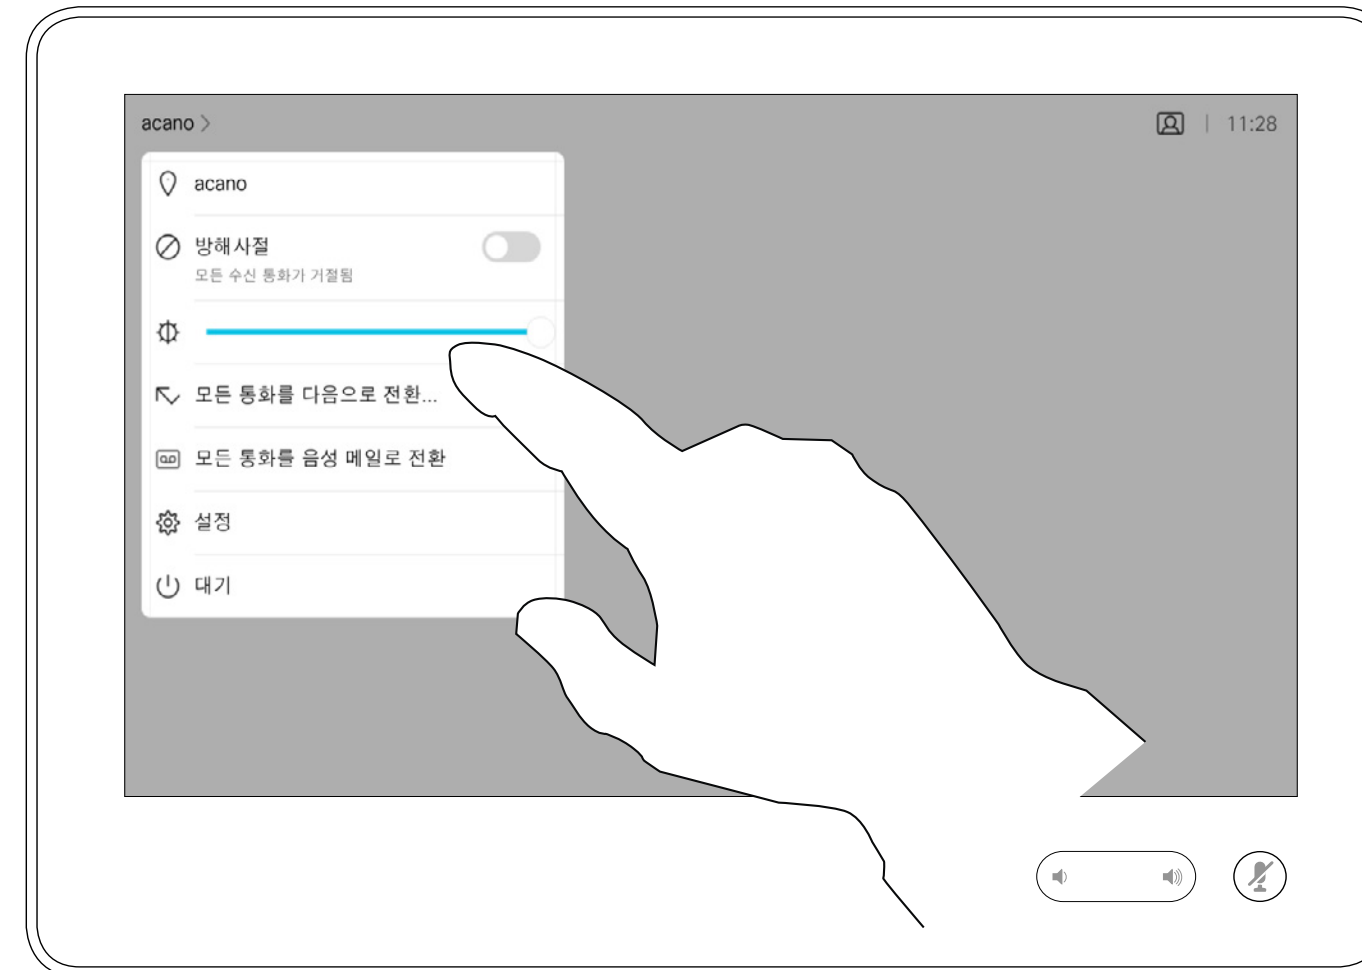 acano >
11:28
acano
방해 사절
모든 수신 통화가 거절됨
모든 통화를 다음으로 전환...
모든 통화를 음성 메일로 전환
설정
대기